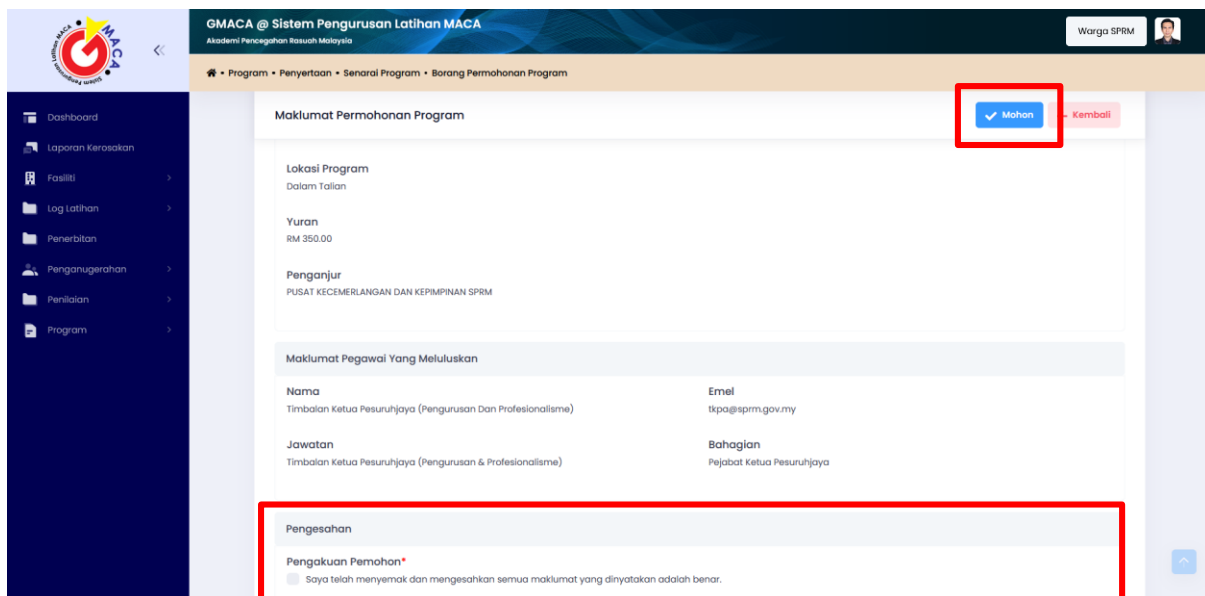 MACA
Sistem Pengurusan Latihan
GMACA @ Sistem Pengurusan Latihan MACA
Akademi Pencegahan Rasuah Malaysia
Warga SPRM
• Program • Penyertaan • Senarai Program • Borang Permohonan Program
Dashboard
Laporan Kerosakan
Fasiliti
Log Latihan
Penerbitan
Penganugerahan
Penilaian
Program
Maklumat Permohonan Program
Mohon
Kembali
Lokasi Program
Dalam Talian
Yuran
RM 350.00
Penganjur
PUSAT KECEMERLANGAN DAN KEPIMPINAN SPRM
Maklumat Pegawai Yang Meluluskan
Nama
Timbalan Ketua Pesuruhjaya (Pengurusan Dan Profesionalisme)
Emel
tkpa@sprm.gov.my
Jawatan
Timbalan Ketua Pesuruhjaya (Pengurusan & Profesionalisme)
Bahagian
Pejabat Ketua Pesuruhjaya
Pengesahan
Pengakuan Pemohon*
Saya telah menyemak dan mengesahkan semua maklumat yang dinyatakan adalah benar.